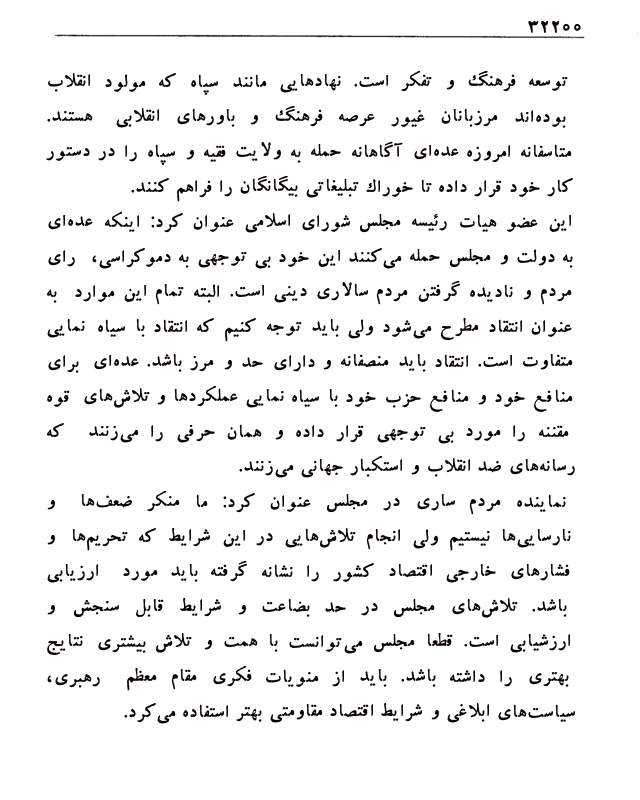 ۳۲۲۰۰
توسعه فرهنگ و تفکر است. نهادهایی مانند سپاه که مولود انقلاب
بوده‌اند مرزبانان غیور عرصه فرهنگ و باورهای انقلابی هستند.
متاسفانه امروزه عده‌ای آگاهانه حمله به ولایت فقیه و سپاه را در دستور
کار خود قرار داده تا خوراك تبلیغاتی بیگانگان را فراهم کنند.
این عضو هیات رئیسه مجلس شورای اسلامی عنوان کرد: اینکه عده‌ای
به دولت و مجلس حمله می‌کنند این خود بی توجهی به دموکراسی، رای
مردم و نادیده گرفتن مردم سالاری دینی است. البته تمام این موارد به
عنوان انتقاد مطرح می‌شود ولی باید توجه کنیم که انتقاد با سیاه نمایی
متفاوت است. انتقاد باید منصفانه و دارای حد و مرز باشد. عده‌ای برای
منافع خود و منافع حزب خود با سیاه نمایی عملکردها و تلاش‌های قوه
مقننه را مورد بی توجهی قرار داده و همان حرفی را می‌زنند که
رسانه‌های ضد انقلاب و استکبار جهانی می‌زنند.
نماینده مردم ساری در مجلس عنوان کرد: ما منکر ضعف‌ها و
نارسایی‌ها نیستیم ولی انجام تلاش‌هایی در این شرایط که تحریم‌ها و
فشارهای خارجی اقتصاد کشور را نشانه گرفته باید مورد ارزیابی
باشد. تلاش‌های مجلس در حد بضاعت و شرایط قابل سنجش و
ارزشیابی است. قطعا مجلس می‌توانست با همت و تلاش بیشتری نتایج
بهتری را داشته باشد. باید از منویات فکری مقام معظم رهبری،
سیاست‌های ابلاغی و شرایط اقتصاد مقاومتی بهتر استفاده می‌کرد.